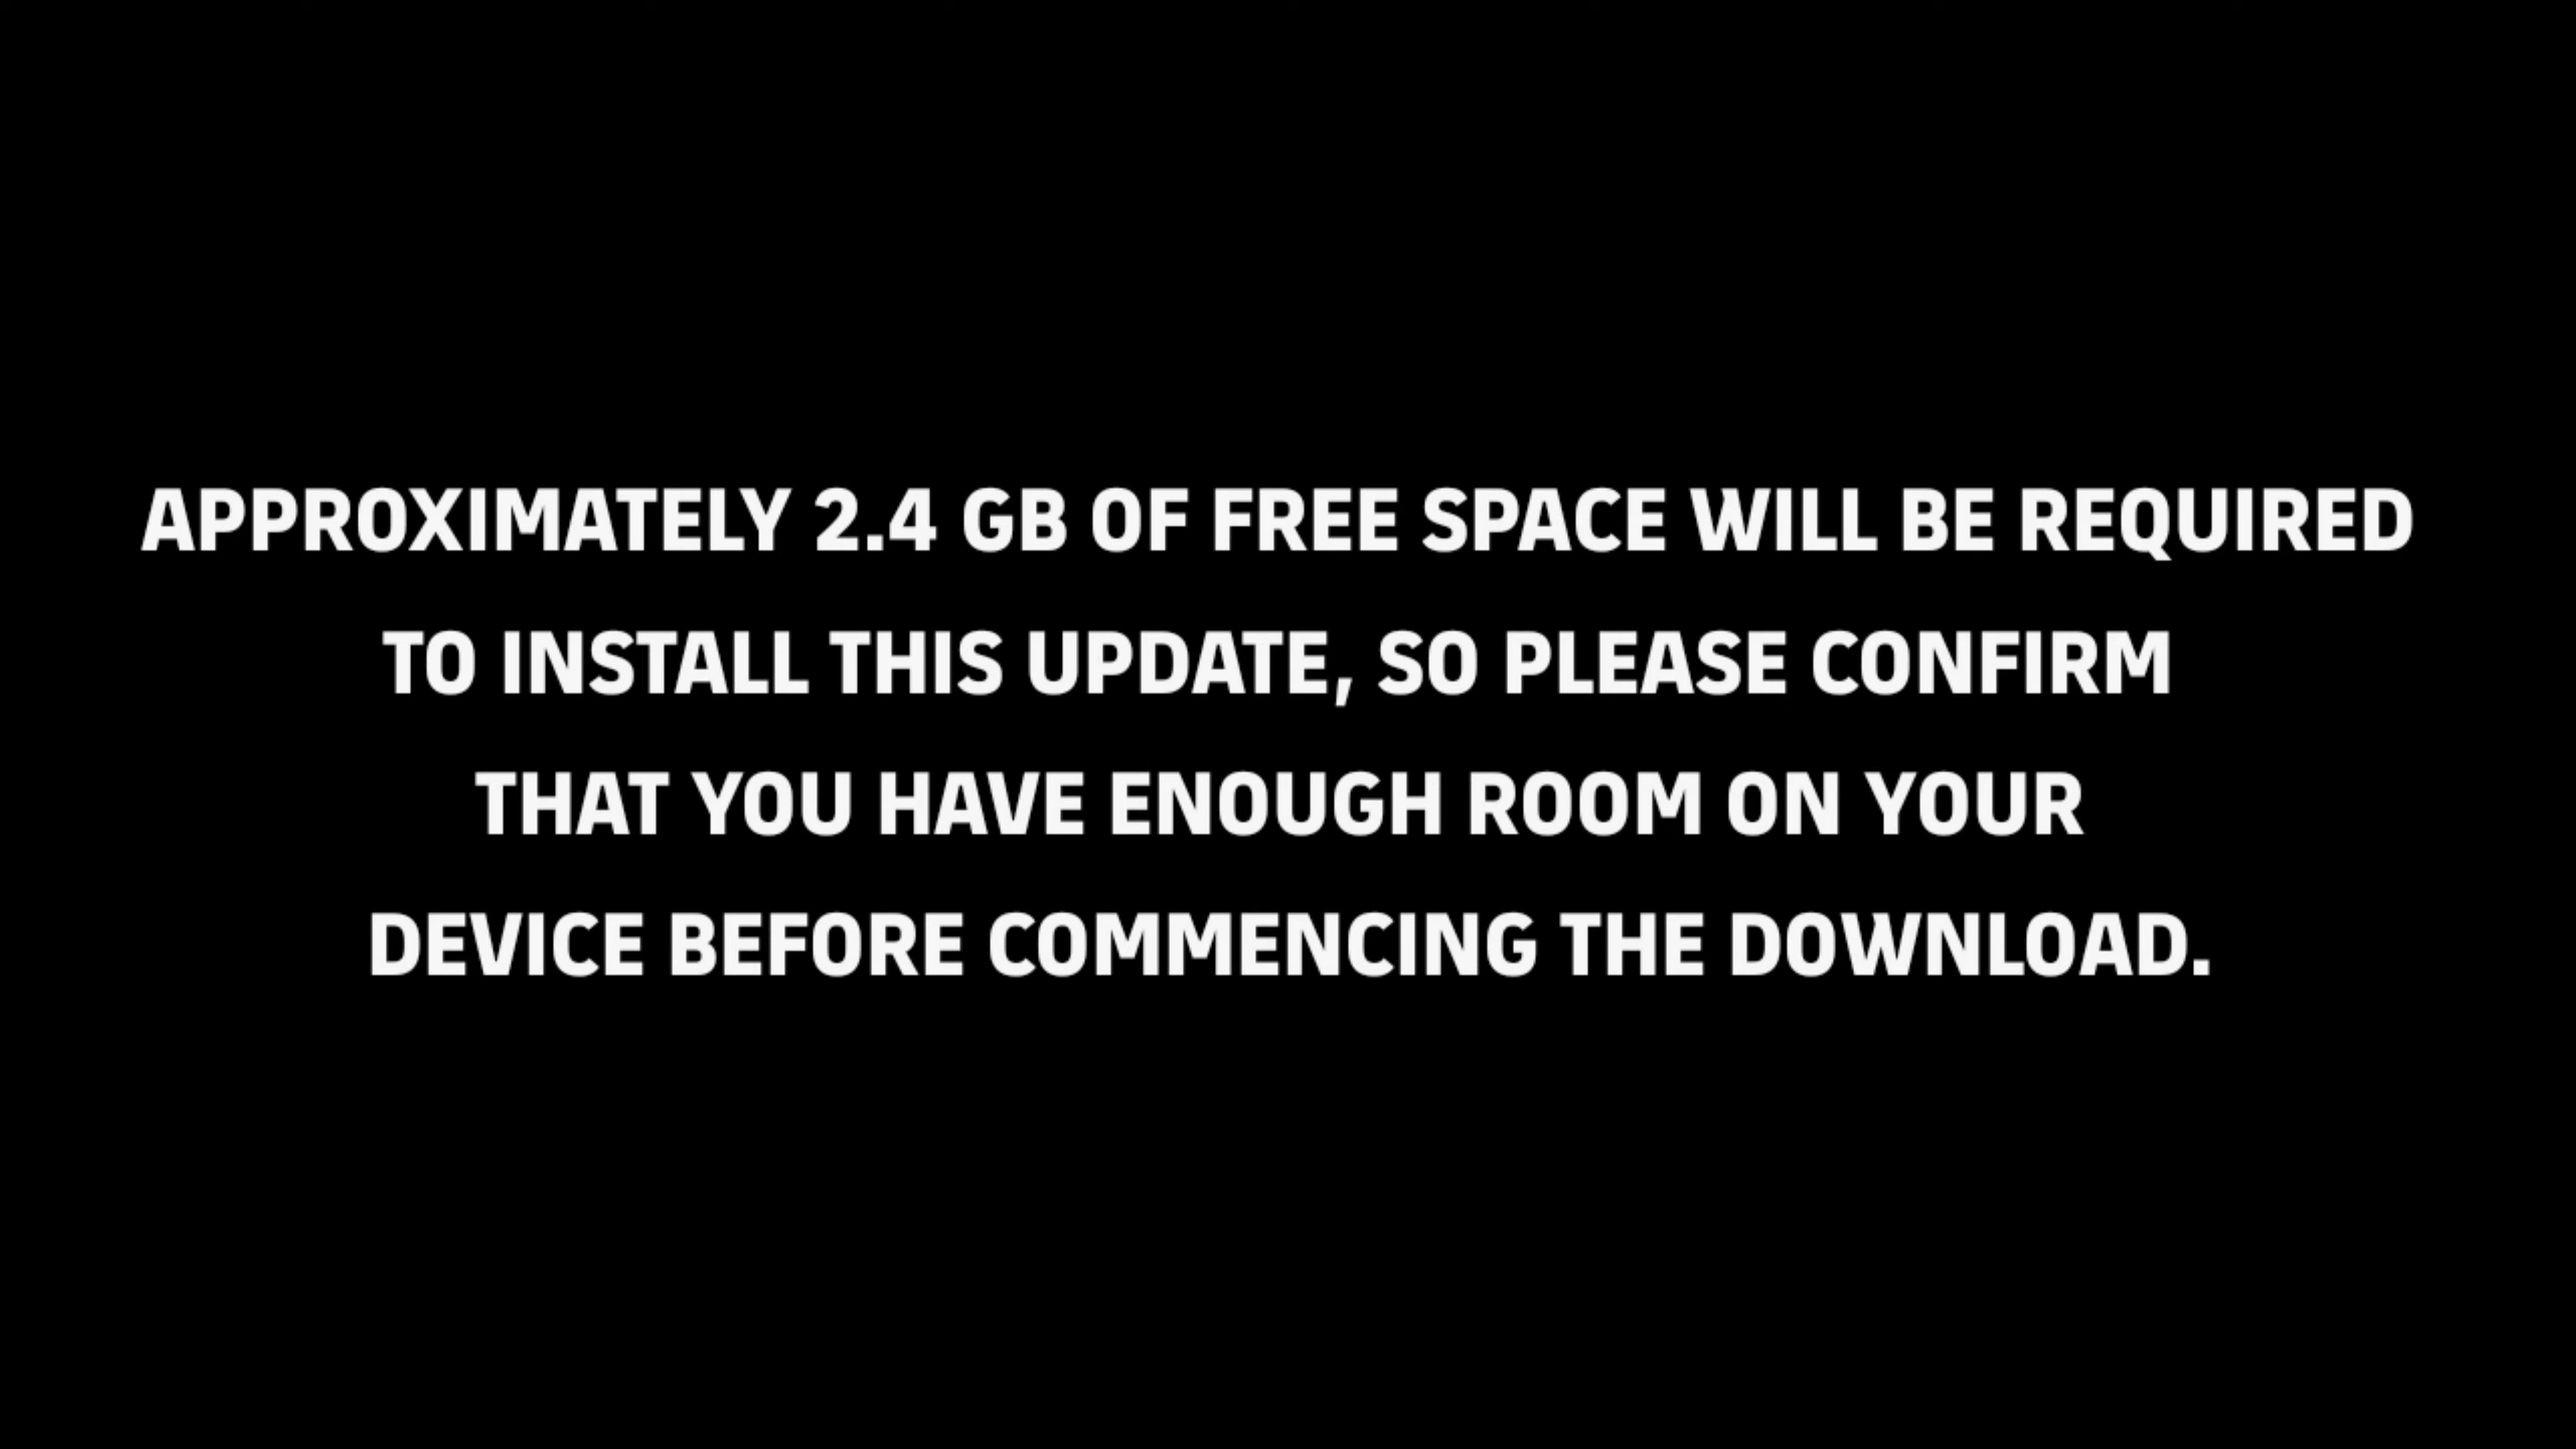 APPROXIMATELY 2.4 GB OF FREE SPACE WILL BE REQUIRED
TO INSTALL THIS UPDATE, SO PLEASE CONFIRM
THAT YOU HAVE ENOUGH ROOM ON YOUR
DEVICE BEFORE COMMENCING THE DOWNLOAD.